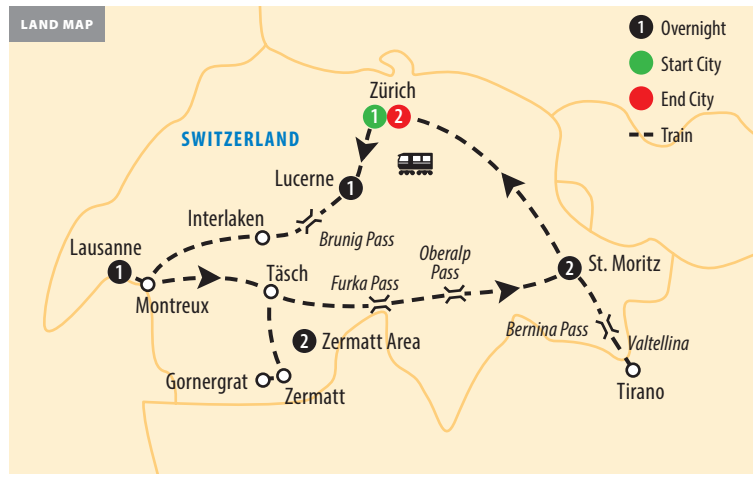 LAND MAP
1 Overnight
Start City
End City
Train
Zürich
1 2
SWITZERLAND
Lucerne
1
Interlaken
Brunig Pass
Lausanne
1
Montreux
Täsch
Furka Pass
Oberalp
Pass
2 St. Moritz
Bernina Pass
Valtellina
2 Zermatt Area
Gornergrat
Zermatt
Tirano